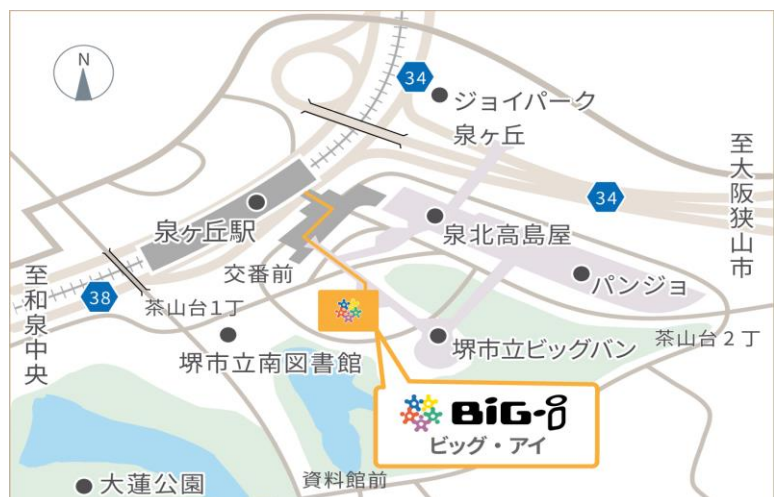 N
34
ジョイパーク
泉ヶ丘
至大阪狭山市
34
泉ヶ丘駅
泉北高島屋
至和泉中央
交番前
パンジョ
38
茶山台1丁
茶山台2丁
堺市立南図書館
堺市立ビッグバン
BiG-i
ビッグ・アイ
大蓮公園
資料館前